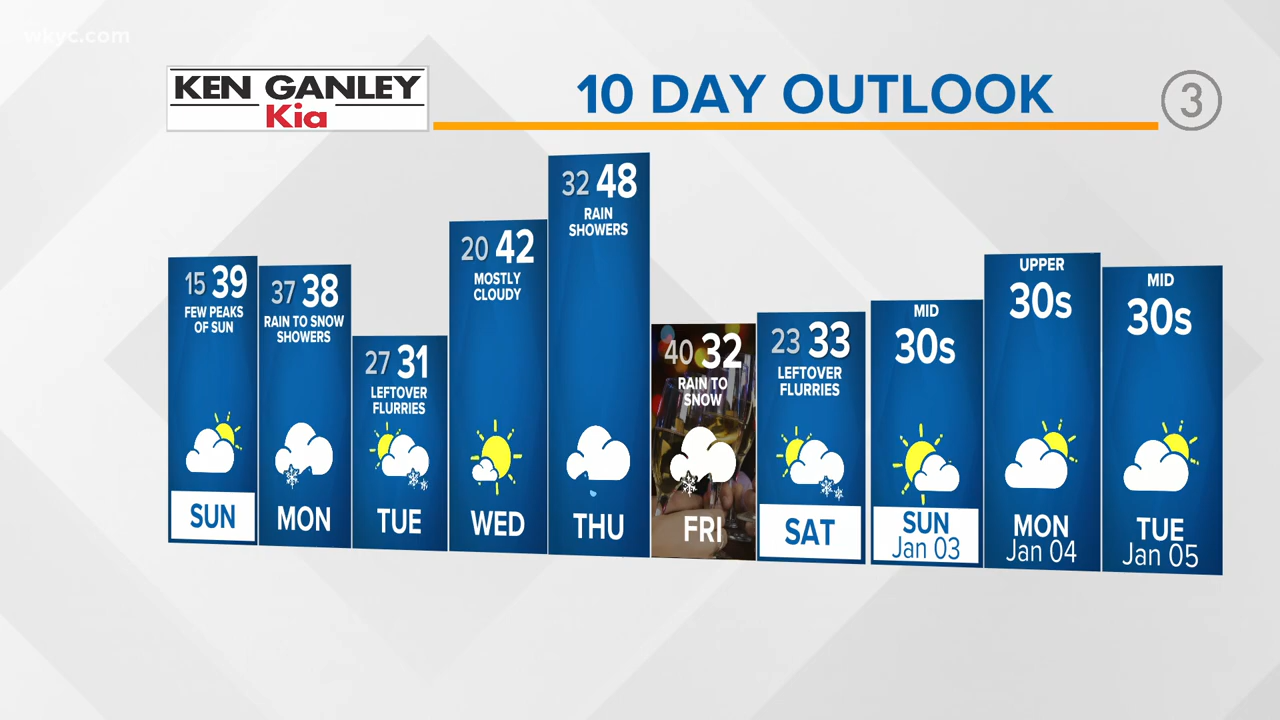 wkyc.com
KEN GANLEY
Kia
10 DAY OUTLOOK
3
15 39
FEW PEAKS
OF SUN
SUN
37 38
RAIN TO SNOW
SHOWERS
MON
27 31
LEFTOVER
FLURRIES
TUE
20 42
MOSTLY
CLOUDY
WED
32 48
RAIN
SHOWERS
THU
40 32
RAIN TO
SNOW
FRI
23 33
LEFTOVER
FLURRIES
SAT
MID
30s
SUN
Jan 03
UPPER
30s
MON
Jan 04
MID
30s
TUE
Jan 05